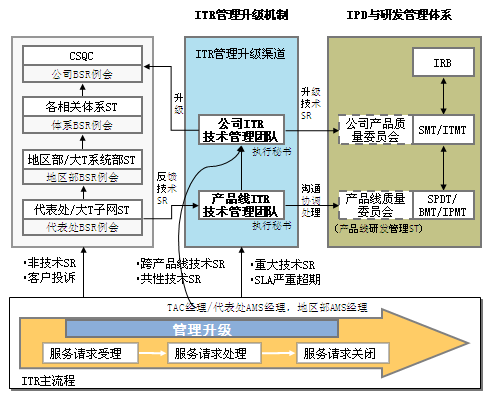 ITR管理升级机制
IPD与研发管理体系
CSQC
公司BSR例会
各相关体系ST
体系BSR例会
地区部/大T系统部ST
地区部BSR例会
代表处/大T子网ST
代表处BSR例会
升级
反馈技术SR
ITR管理升级渠道
公司ITR
技术管理团队
执行秘书
产品线ITR
技术管理团队
执行秘书
升级技术SR
沟通协调处理
IRB
公司产品质
量委员会
SMT/ITMT
产品线质量
委员会
SPDT/
BMT/IPMT
(产品线研发管理ST)
•非技术SR
•客户投诉
•跨产品线技术SR
•共性技术SR
•重大技术SR
•SLA严重超期
TAC经理/代表处AMS经理，地区部AMS经理
管理升级
服务请求受理
服务请求处理
服务请求关闭
ITR主流程